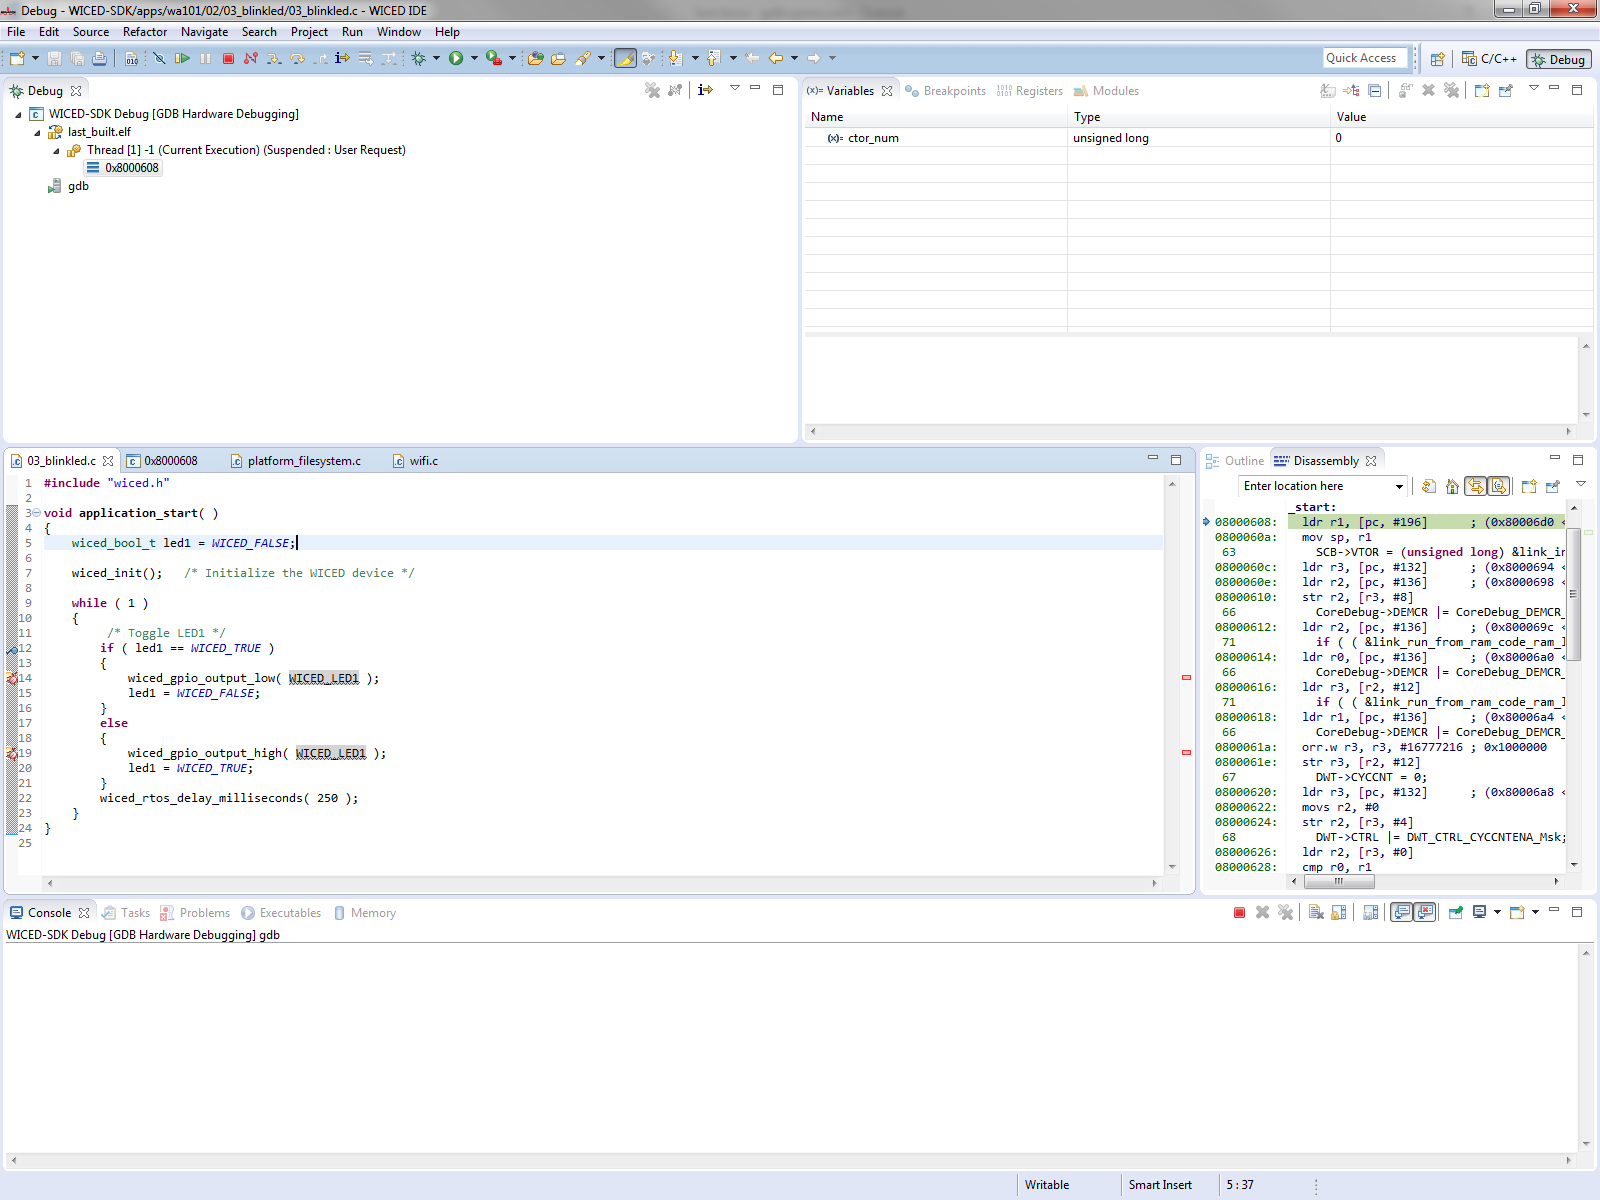 Debug - WICED-SDK/apps/wa101/02/03_blinkled/03_blinkled.c - WICED IDE
File Edit Source Refactor Navigate Search Project Run Window Help
Quick Access C/C++ Debug
Debug
WICED-SDK Debug [GDB Hardware Debugging]
last_built.elf
Thread [1] -1 (Current Execution) (Suspended : User Request)
0x8000608
gdb
(x)= Variables Breakpoints Registers Modules
Name Type Value
(x)= ctor_num unsigned long 0
03_blinkled.c 0x8000608 platform_filesystem.c wifi.c
1 #include "wiced.h"
2
3 void application_start( )
4 {
5 wiced_bool_t led1 = WICED_FALSE;
6
7 wiced_init(); /* Initialize the WICED device */
8
9 while ( 1 )
10 {
11 /* Toggle LED1 */
12 if ( led1 == WICED_TRUE )
13 {
14 wiced_gpio_output_low( WICED_LED1 );
15 led1 = WICED_FALSE;
16 }
17 else
18 {
19 wiced_gpio_output_high( WICED_LED1 );
20 led1 = WICED_TRUE;
21 }
22 wiced_rtos_delay_milliseconds( 250 );
23 }
24 }
25
Outline Disassembly
Enter location here
_start:
08000608: ldr r1, [pc, #196] ; (0x80006d0 <
0800060a: mov sp, r1
63 SCB->VTOR = (unsigned long) &link_in
0800060c: ldr r3, [pc, #132] ; (0x8000694 <
0800060e: ldr r2, [pc, #136] ; (0x8000698 <
08000610: str r2, [r3, #8]
66 CoreDebug->DEMCR |= CoreDebug_DEMCR_
08000612: ldr r2, [pc, #136] ; (0x800069c <
71 if ( ( &link_run_from_ram_code_ram_l
08000614: ldr r0, [pc, #136] ; (0x80006a0 <
66 CoreDebug->DEMCR |= CoreDebug_DEMCR_
08000616: ldr r3, [r2, #12]
71 if ( ( &link_run_from_ram_code_ram_l
08000618: ldr r1, [pc, #136] ; (0x80006a4 <
66 CoreDebug->DEMCR |= CoreDebug_DEMCR_
0800061a: orr.w r3, r3, #16777216 ; 0x1000000
0800061e: str r3, [r2, #12]
67 DWT->CYCCNT = 0;
08000620: ldr r3, [pc, #132] ; (0x80006a8 <
08000622: movs r2, #0
08000624: str r2, [r3, #4]
68 DWT->CTRL |= DWT_CTRL_CYCCNTENA_Msk;
08000626: ldr r2, [r3, #0]
08000628: cmp r0, r1
Console Tasks Problems Executables Memory
WICED-SDK Debug [GDB Hardware Debugging] gdb
Writable Smart Insert 5 : 37